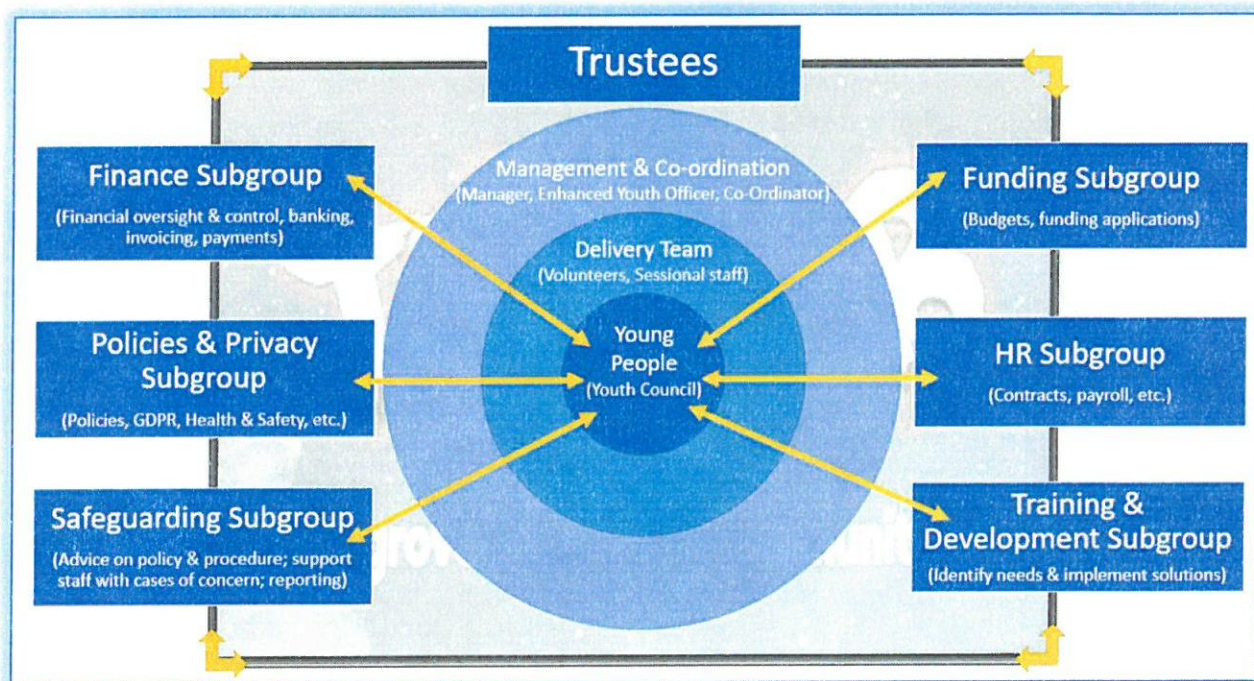 Trustees
Management & Co-ordination
(Manager, Enhanced Youth Officer, Co-Ordinator)
Delivery Team
(Volunteers, Sessional staff)
Young
People
(Youth Council)
Finance Subgroup
(Financial oversight & control, banking,
invoicing, payments)
Policies & Privacy
Subgroup
(Policies, GDPR, Health & Safety, etc.)
Safeguarding Subgroup
(Advice on policy & procedure; support
staff with cases of concern; reporting)
Funding Subgroup
(Budgets, funding applications)
HR Subgroup
(Contracts, payroll, etc.)
Training &
Development Subgroup
(Identify needs & implement solutions)